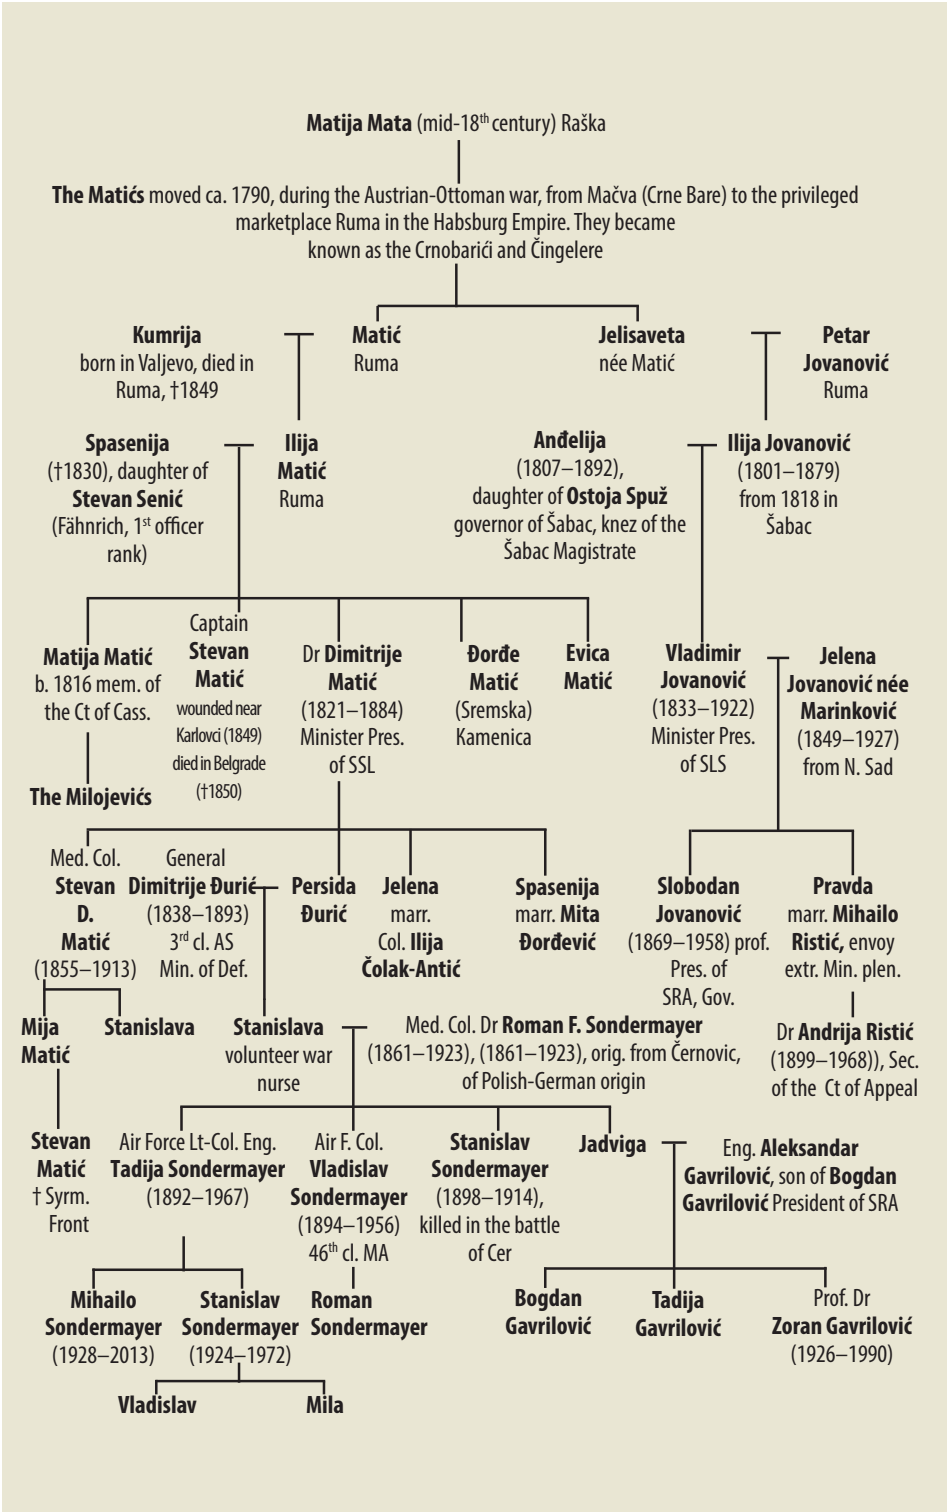 Matija Mata (mid-18th century) Raška
The Matićs moved ca. 1790, during the Austrian-Ottoman war, from Mačva (Crne Bare) to the privileged
marketplace Ruma in the Habsburg Empire. They became
known as the Crnobarići and Čingelere
Kumrija
born in Valjevo, died in
Ruma, †1849
Matić
Ruma
Jelisaveta
née Matić
Petar
Jovanović
Ruma
Spasenija
(†1830), daughter of
Stevan Senić
(Fähnrich, 1st officer
rank)
Ilija
Matić
Ruma
Anđelija
(1807–1892),
daughter of Ostoja Spuž
governor of Šabac, knez of the
Šabac Magistrate
Ilija Jovanović
(1801–1879)
from 1818 in
Šabac
Matija Matić
b. 1816 mem. of
the Ct of Cass.
The Milojevićs
Captain
Stevan
Matić
wounded near
Karlovci (1849)
died in Belgrade
(†1850)
Dr Dimitrije
Matić
(1821–1884)
Minister Pres.
of SSL
Đorđe
Matić
(Sremska)
Kamenica
Evica
Matić
Vladimir
Jovanović
(1833–1922)
Minister Pres.
of SLS
Jelena
Jovanović née
Marinković
(1849–1927)
from N. Sad
Med. Col.
Stevan
D.
Matić
(1855–1913)
General
Dimitrije Đurić
(1838–1893)
3rd cl. AS
Min. of Def.
Persida
Đurić
Jelena
marr.
Col. Ilija
Čolak-Antić
Spasenija
marr. Mita
Đorđević
Slobodan
Jovanović
(1869–1958) prof.
Pres. of
SRA, Gov.
Pravda
marr. Mihailo
Ristić, envoy
extr. Min. plen.
Mija
Matić
Stanislava
Stanislava
volunteer war
nurse
Med. Col. Dr Roman F. Sondermayer
(1861–1923), (1861–1923), orig. from Černovic,
of Polish-German origin
Dr Andrija Ristić
(1899–1968)), Sec.
of the Ct of Appeal
Stevan
Matić
† Syrm.
Front
Air Force Lt-Col. Eng.
Tadija Sondermayer
(1892–1967)
Air F. Col.
Vladislav
Sondermayer
(1894–1956)
46th cl. MA
Stanislav
Sondermayer
(1898–1914),
killed in the battle
of Cer
Jadviga
Eng. Aleksandar
Gavrilović, son of Bogdan
Gavrilović President of SRA
Mihailo
Sondermayer
(1928–2013)
Stanislav
Sondermayer
(1924–1972)
Roman
Sondermayer
Bogdan
Gavrilović
Tadija
Gavrilović
Prof. Dr
Zoran Gavrilović
(1926–1990)
Vladislav
Mila